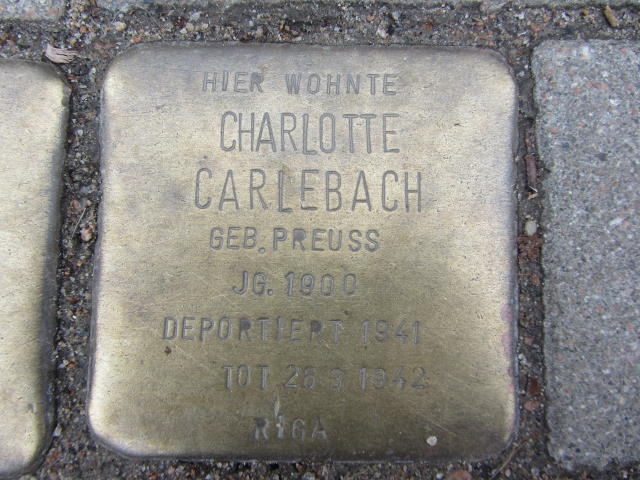 HIER WOHNTE
CHARLOTTE
CARLEBACH
GEB. PREUSS
JG. 1900
DEPORTIERT 1941
TOT 26 3 1942
RIGA